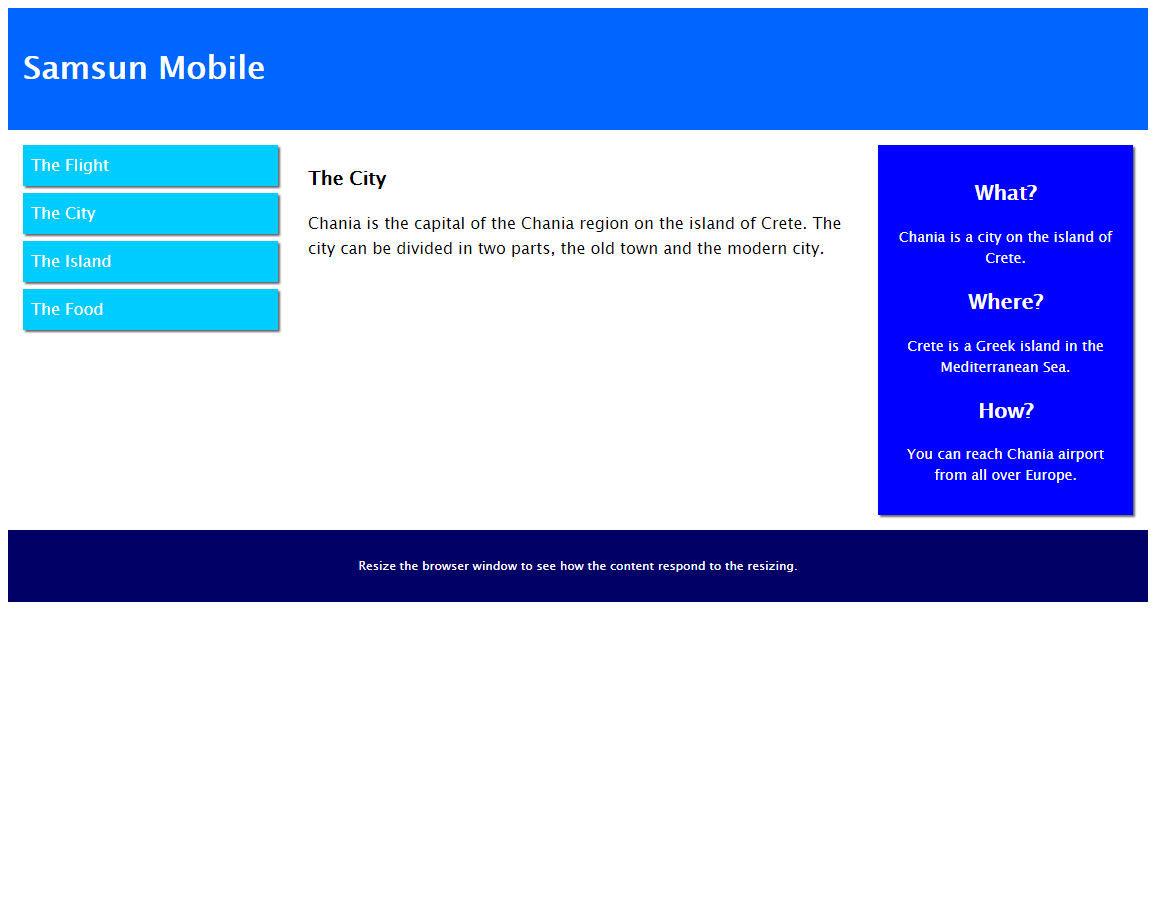 Samsun Mobile
The Flight
The City
The Island
The Food
The City
Chania is the capital of the Chania region on the island of Crete. The
city can be divided in two parts, the old town and the modern city.
What?
Chania is a city on the island of
Crete.
Where?
Crete is a Greek island in the
Mediterranean Sea.
How?
You can reach Chania airport
from all over Europe.
Resize the browser window to see how the content respond to the resizing.